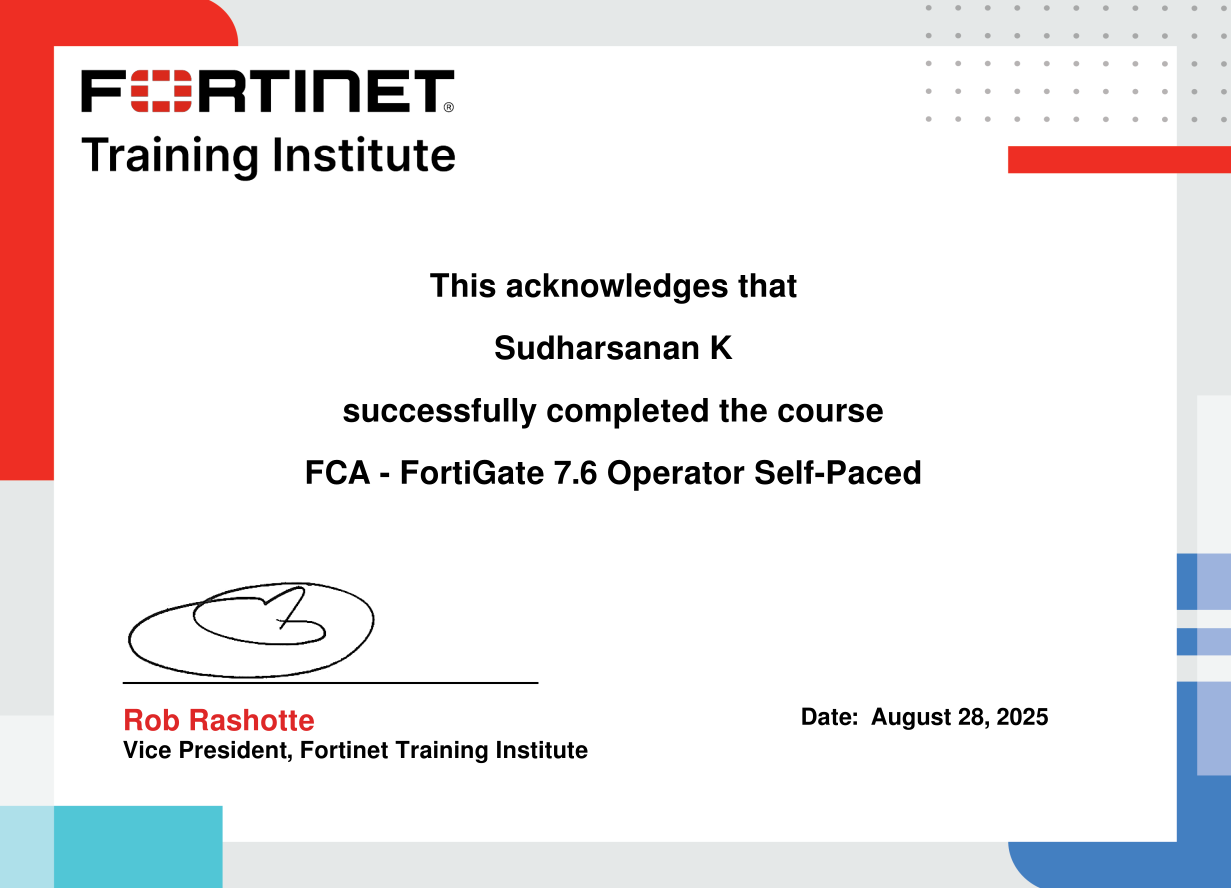 FORTINET®
Training Institute
This acknowledges that
Sudharsanan K
successfully completed the course
FCA - FortiGate 7.6 Operator Self-Paced
Rob Rashotte
Vice President, Fortinet Training Institute
Date: August 28, 2025